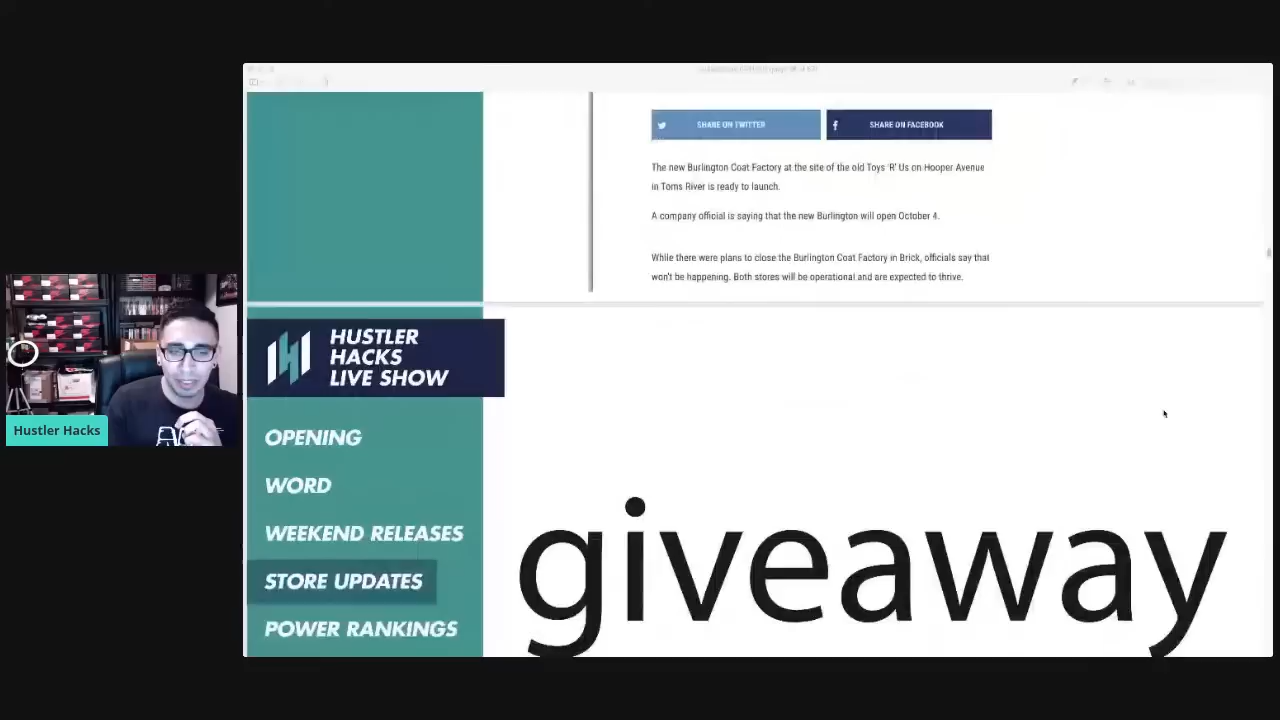 SHARE ON TWITTER
SHARE ON FACEBOOK
The new Burlington Coat Factory at the site of the old Toys 'R' Us on Hooper Avenue
in Toms River is ready to launch.
A company official is saying that the new Burlington will open October 4.
While there were plans to close the Burlington Coat Factory in Brick, officials say that
won't be happening. Both stores will be operational and are expected to thrive.
HUSTLER
HACKS
LIVE SHOW
OPENING
WORD
WEEKEND RELEASES
STORE UPDATES
POWER RANKINGS
giveaway
Hustler Hacks